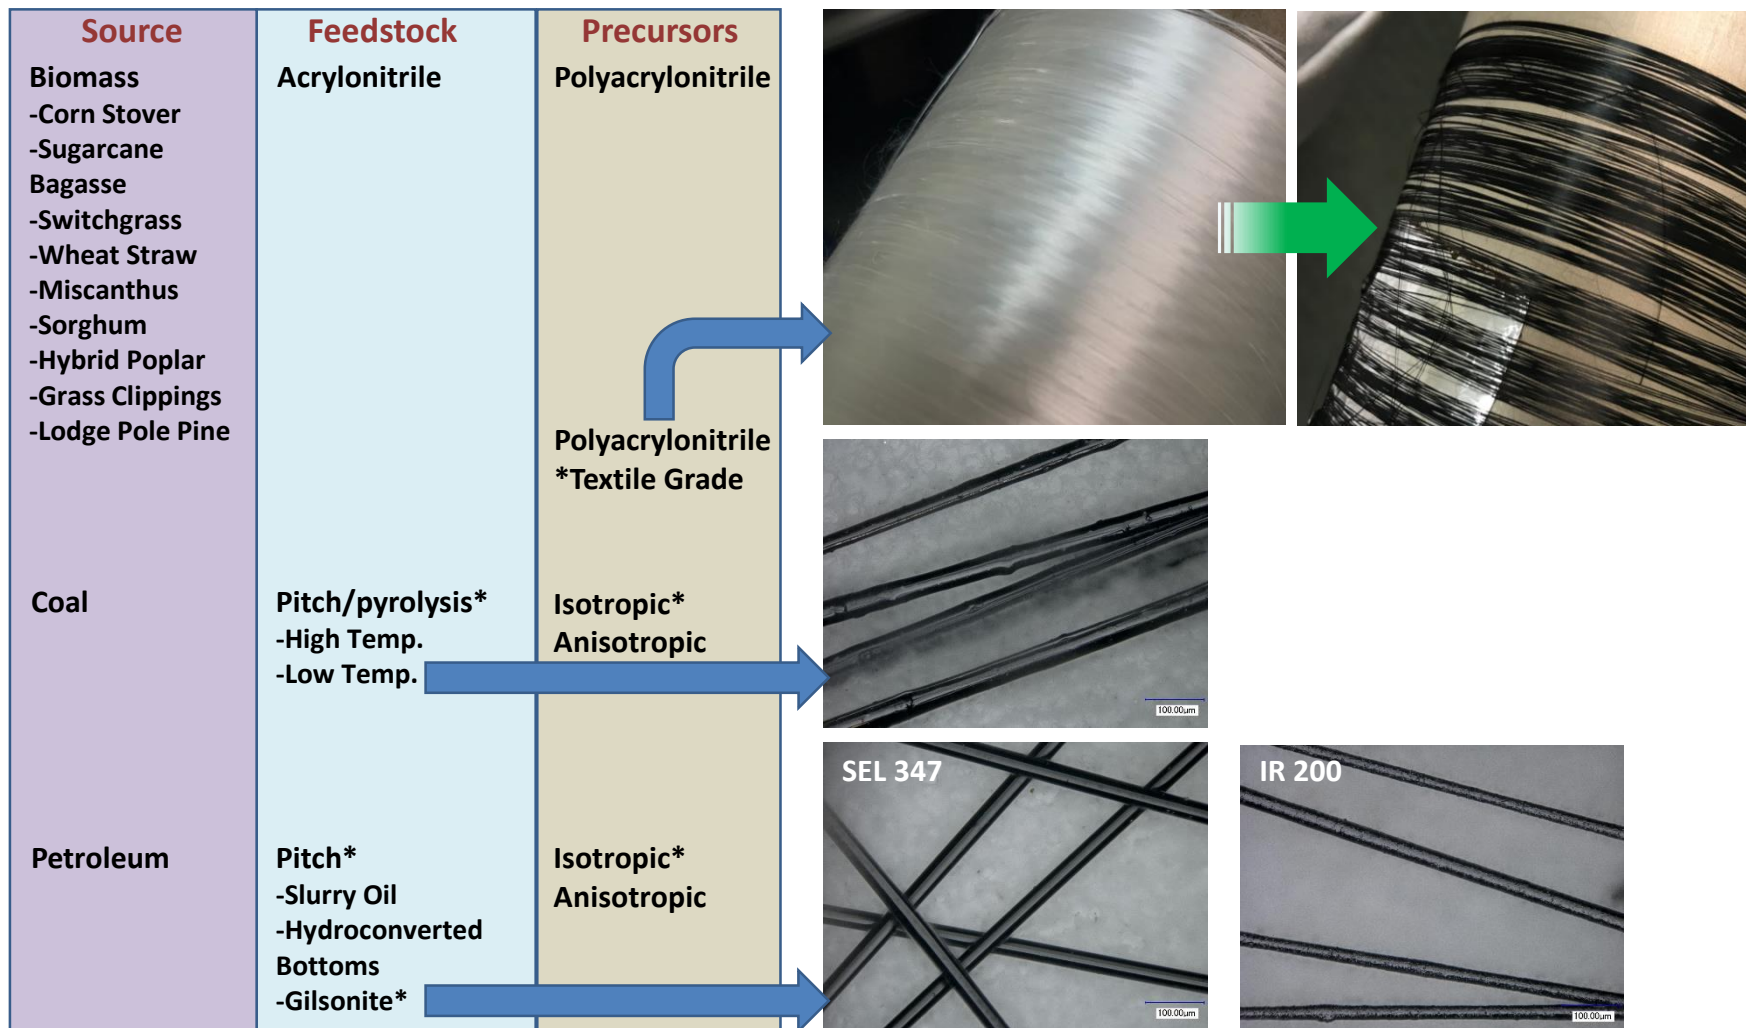 Source
Biomass
-Corn Stover
-Sugarcane
Bagasse
-Switchgrass
-Wheat Straw
-Miscanthus
-Sorghum
-Hybrid Poplar
-Grass Clippings
-Lodge Pole Pine
Coal
Petroleum
Feedstock
Acrylonitrile
Pitch/pyrolysis*
-High Temp.
-Low Temp.
Pitch*
-Slurry Oil
-Hydroconverted
Bottoms
-Gilsonite*
Precursors
Polyacrylonitrile
Polyacrylonitrile
*Textile Grade
Isotropic*
Anisotropic
Isotropic*
Anisotropic
100.00µm
SEL 347
100.00µm
IR 200
100.00µm